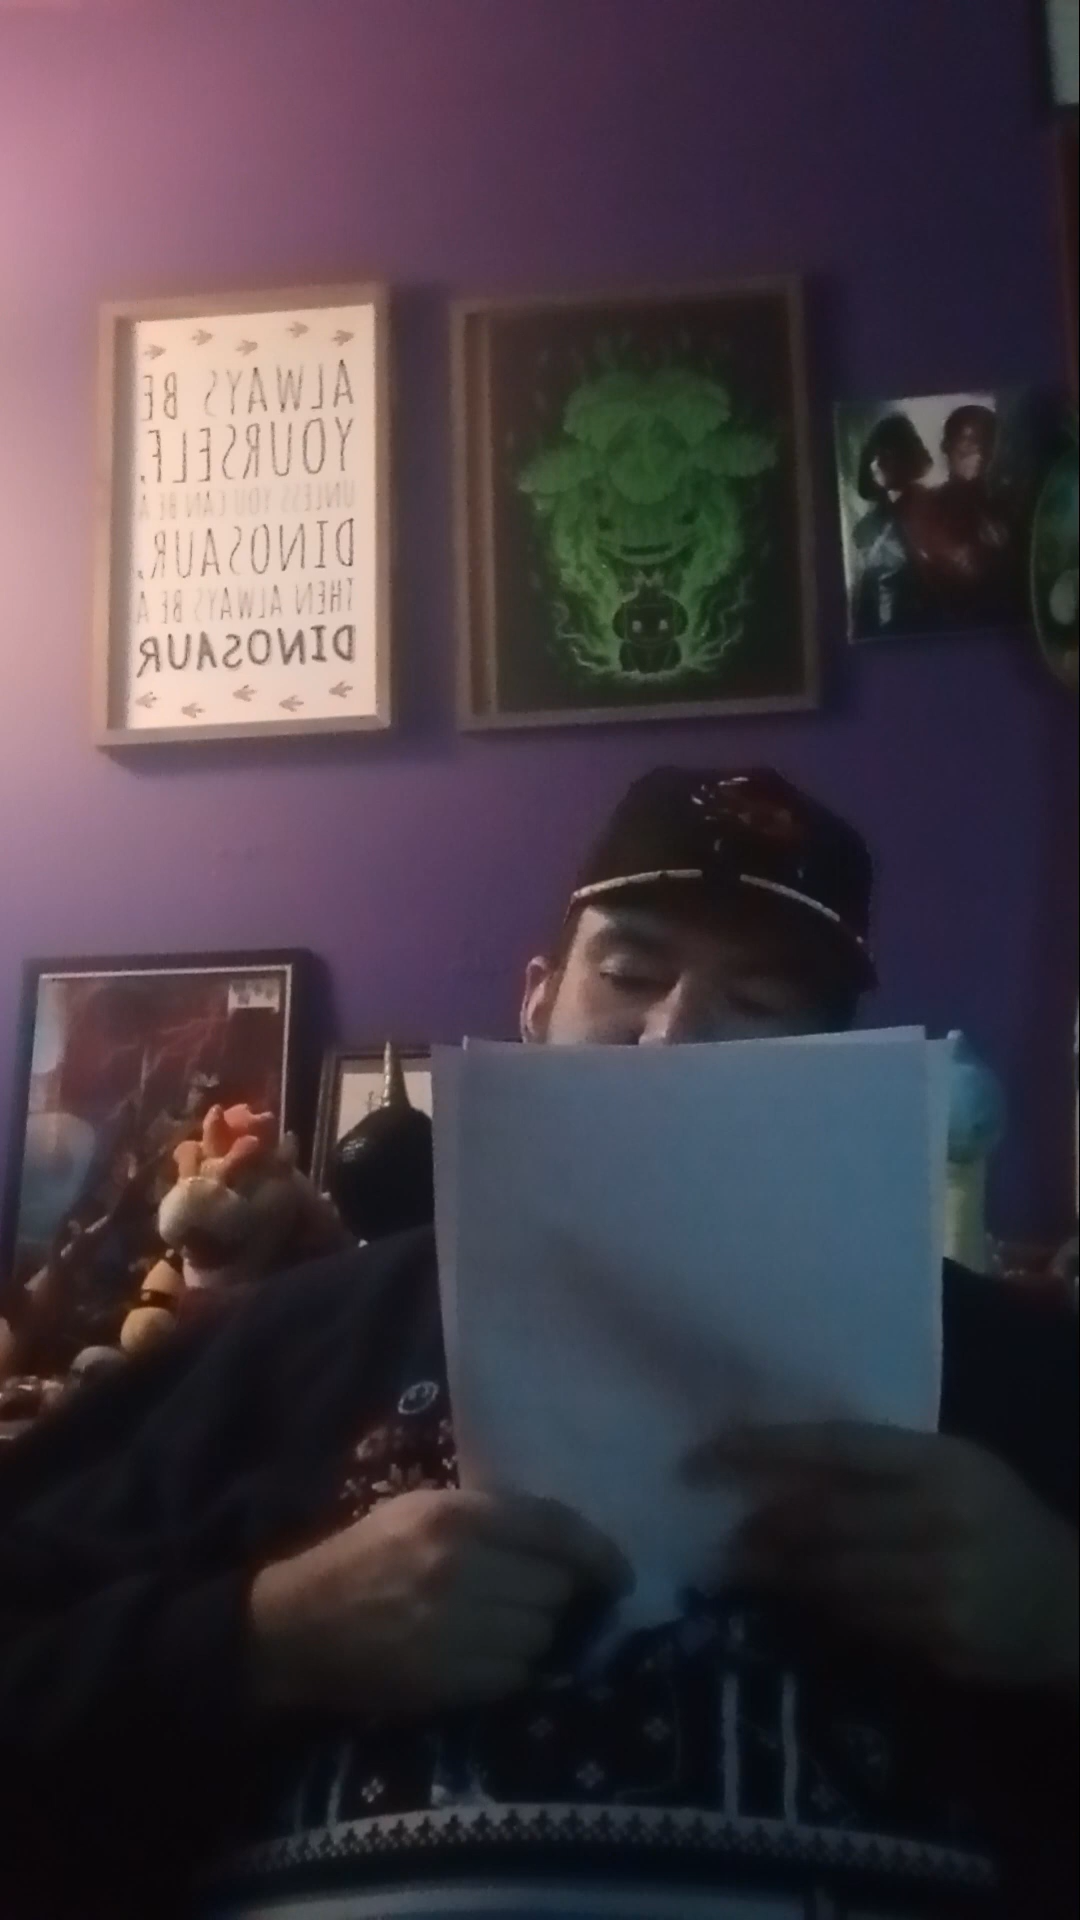 ALWAYS BE
YOURSELF,
UNLESS YOU CAN BE A
DINOSAUR,
THEN ALWAYS BE A
DINOSAUR